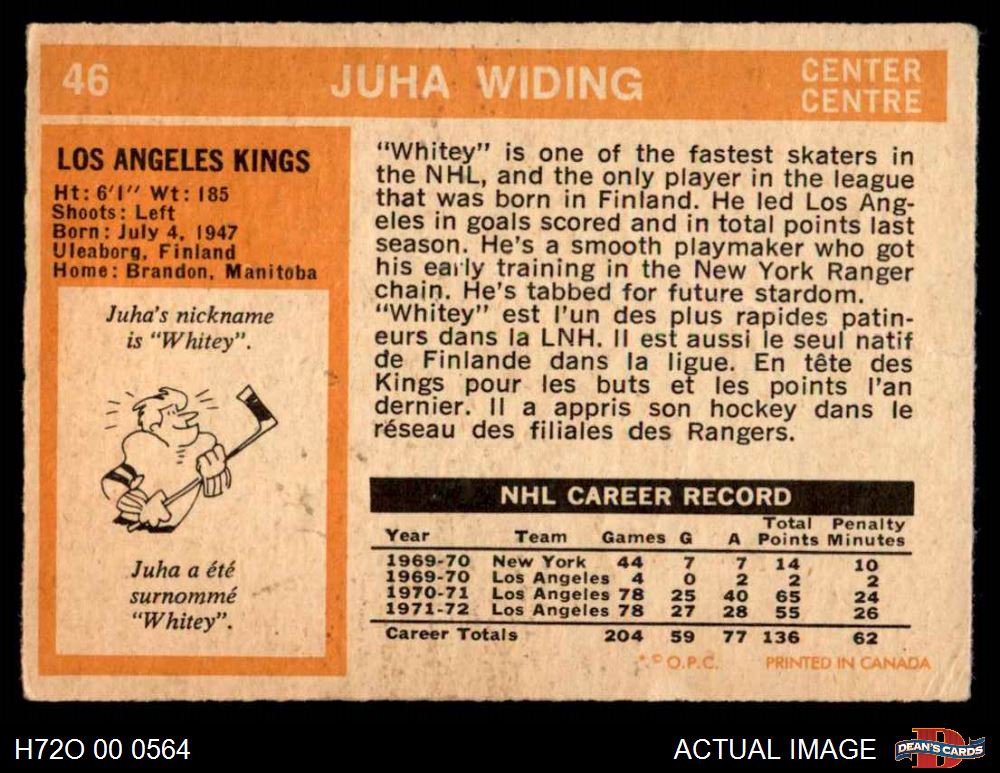 46
JUHA WIDING
CENTER
CENTRE
LOS ANGELES KINGS
Ht: 6'1'' Wt: 185
Shoots: Left
Born: July 4, 1947
Uleaborg, Finland
Home: Brandon, Manitoba
Juha's nickname
is "Whitey".
Juha a été
surnommé
"Whitey".
"Whitey" is one of the fastest skaters in
the NHL, and the only player in the league
that was born in Finland. He led Los Ang-
eles in goals scored and in total points last
season. He's a smooth playmaker who got
his early training in the New York Ranger
chain. He's tabbed for future stardom.
"Whitey" est l'un des plus rapides patin-
eurs dans la LNH. Il est aussi le seul natif
de Finlande dans la ligue. En tête des
Kings pour les buts et les points l'an
dernier. Il a appris son hockey dans le
réseau des filiales des Rangers.
NHL CAREER RECORD
Year Team Games G A Total Points Penalty Minutes
1969-70 New York 44 7 7 14 10
1969-70 Los Angeles 4 0 2 2 2
1970-71 Los Angeles 78 25 40 65 24
1971-72 Los Angeles 78 27 28 55 26
Career Totals 204 59 77 136 62
*.© O.P.C. PRINTED IN CANADA
H72O 00 0564
ACTUAL IMAGE
DEAN'S CARDS